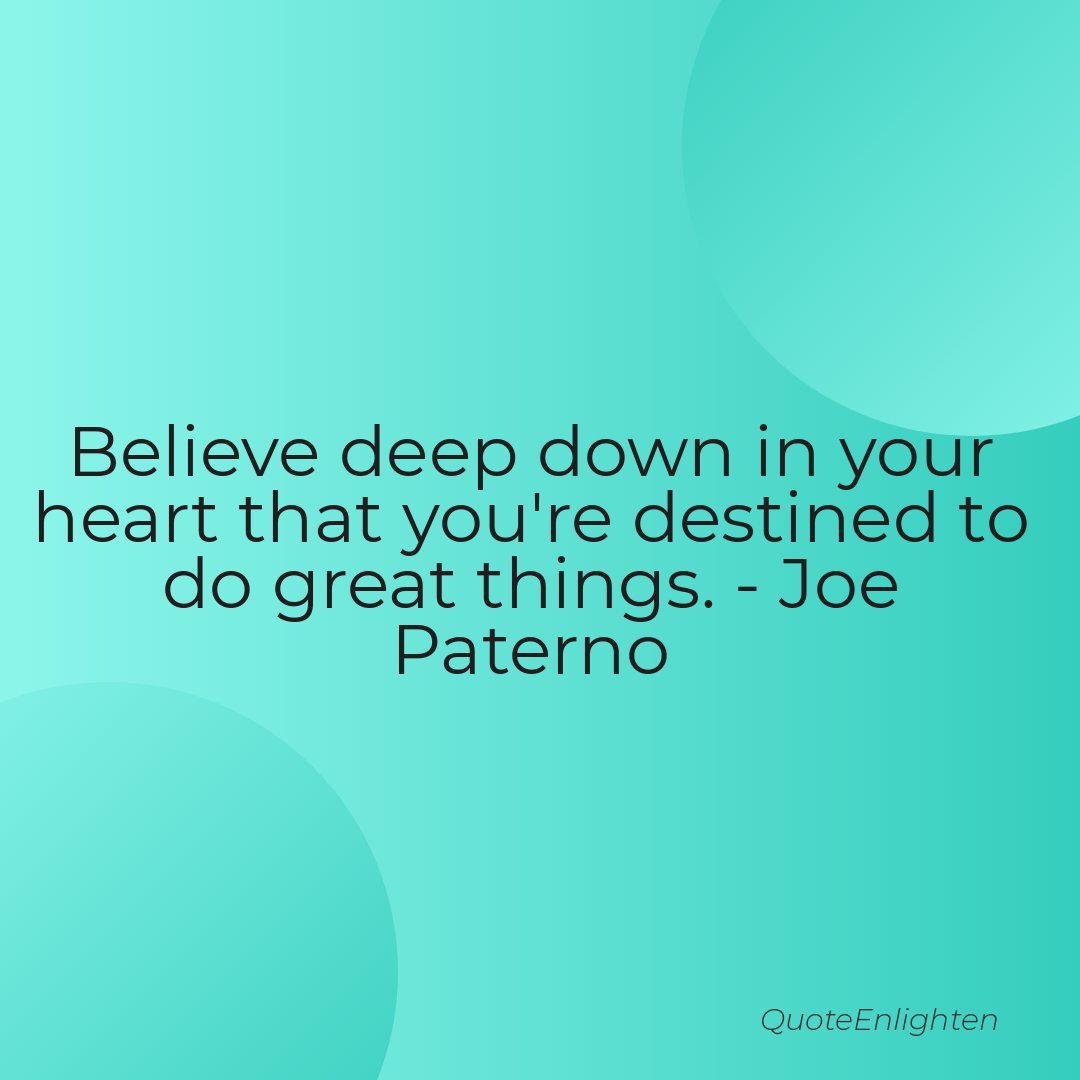 Believe deep down in your
heart that you're destined to
do great things. - Joe
Paterno
QuoteEnlighten